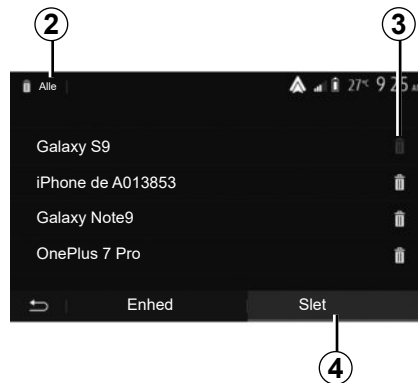 2 3
Alle 27°C 9 25
Galaxy S9
iPhone de A013853
Galaxy Note9
OnePlus 7 Pro
Enhed Slet
4